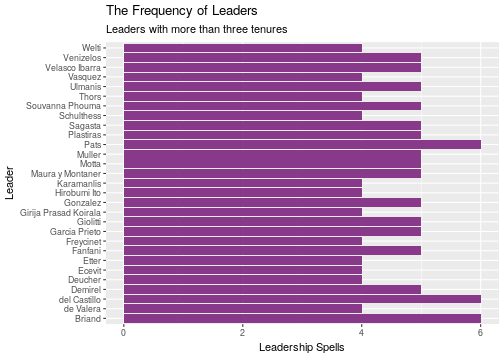 The Frequency of Leaders
Leaders with more than three tenures
Welti
Venizelos
Velasco Ibarra
Vasquez
Ulmanis
Thors
Souvanna Phouma
Schulthess
Sagasta
Plastiras
Pats
Muller
Motta
Maura y Montaner
Karamanlis
Hirobumi Ito
Gonzalez
Girija Prasad Koirala
Giolitti
Garcia Prieto
Freycinet
Fanfani
Etter
Ecevit
Deucher
Demirel
del Castillo
de Valera
Briand
Leader
0 2 4 6
Leadership Spells